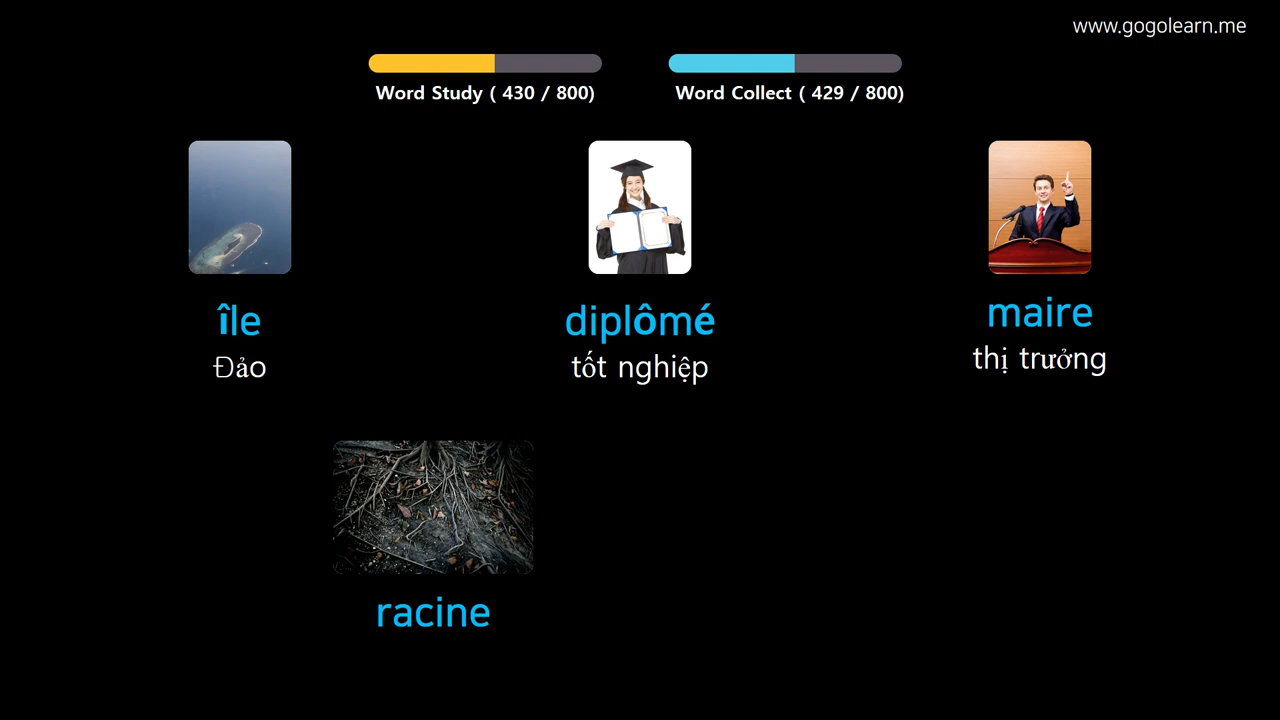 www.gogolearn.me
Word Study ( 430 / 800)
Word Collect ( 429 / 800)
île
Đảo
diplômé
tốt nghiệp
maire
thị trưởng
racine